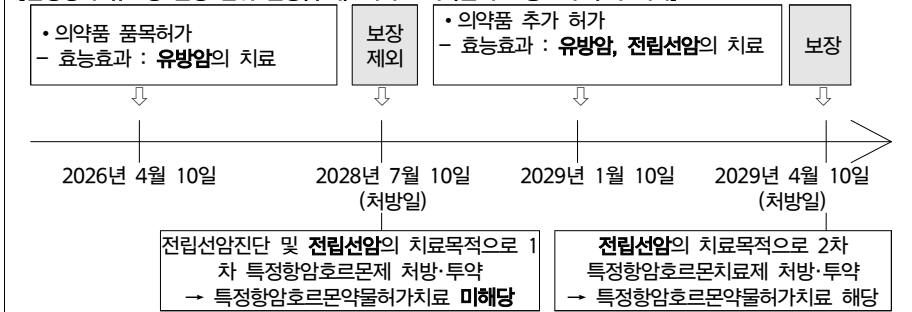 • 의약품 품목허가
- 효능효과 : 유방암의 치료
보장
제외
• 의약품 추가 허가
- 효능효과 : 유방암, 전립선암의 치료
보장
2026년 4월 10일
2028년 7월 10일
(처방일)
2029년 1월 10일
2029년 4월 10일
(처방일)
전립선암진단 및 전립선암의 치료목적으로 1
차 특정항암호르몬제 처방·투약
→ 특정항암호르몬약물허가치료 미해당
전립선암의 치료목적으로 2차
특정항암호르몬치료제 처방·투약
→ 특정항암호르몬약물허가치료 해당